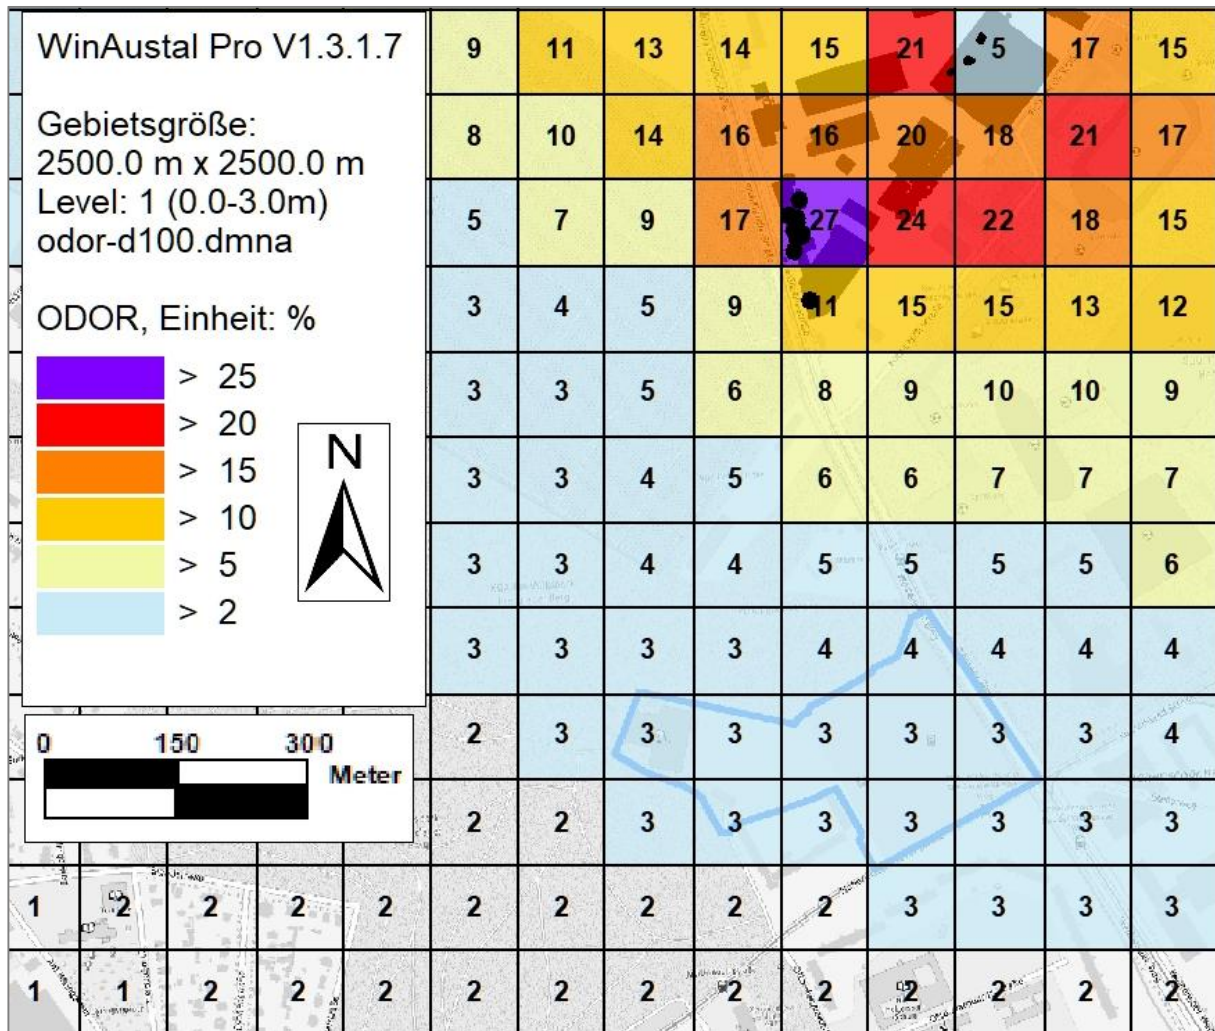 WinAustal Pro V1.3.1.7
Gebietsgröße:
2500.0 m x 2500.0 m
Level: 1 (0.0-3.0m)
odor-d100.dmna
ODOR, Einheit: %
> 25
> 20
> 15
> 10
> 5
> 2
N
0 150 300
Meter
9 11 13 14 15 21 5 17 15
8 10 14 16 16 20 18 21 17
5 7 9 17 27 24 22 18 15
3 4 5 9 11 15 15 13 12
3 3 5 6 8 9 10 10 9
3 3 4 5 6 6 7 7 7
3 3 4 4 5 5 5 5 6
3 3 3 3 4 4 4 4 4
2 3 3 3 3 3 3 3 4
2 2 3 3 3 3 3 3 3
1 2 2 2 2 2 2 2 2 2 3 3 3 3
1 1 2 2 2 2 2 2 2 2 2 2 2 2